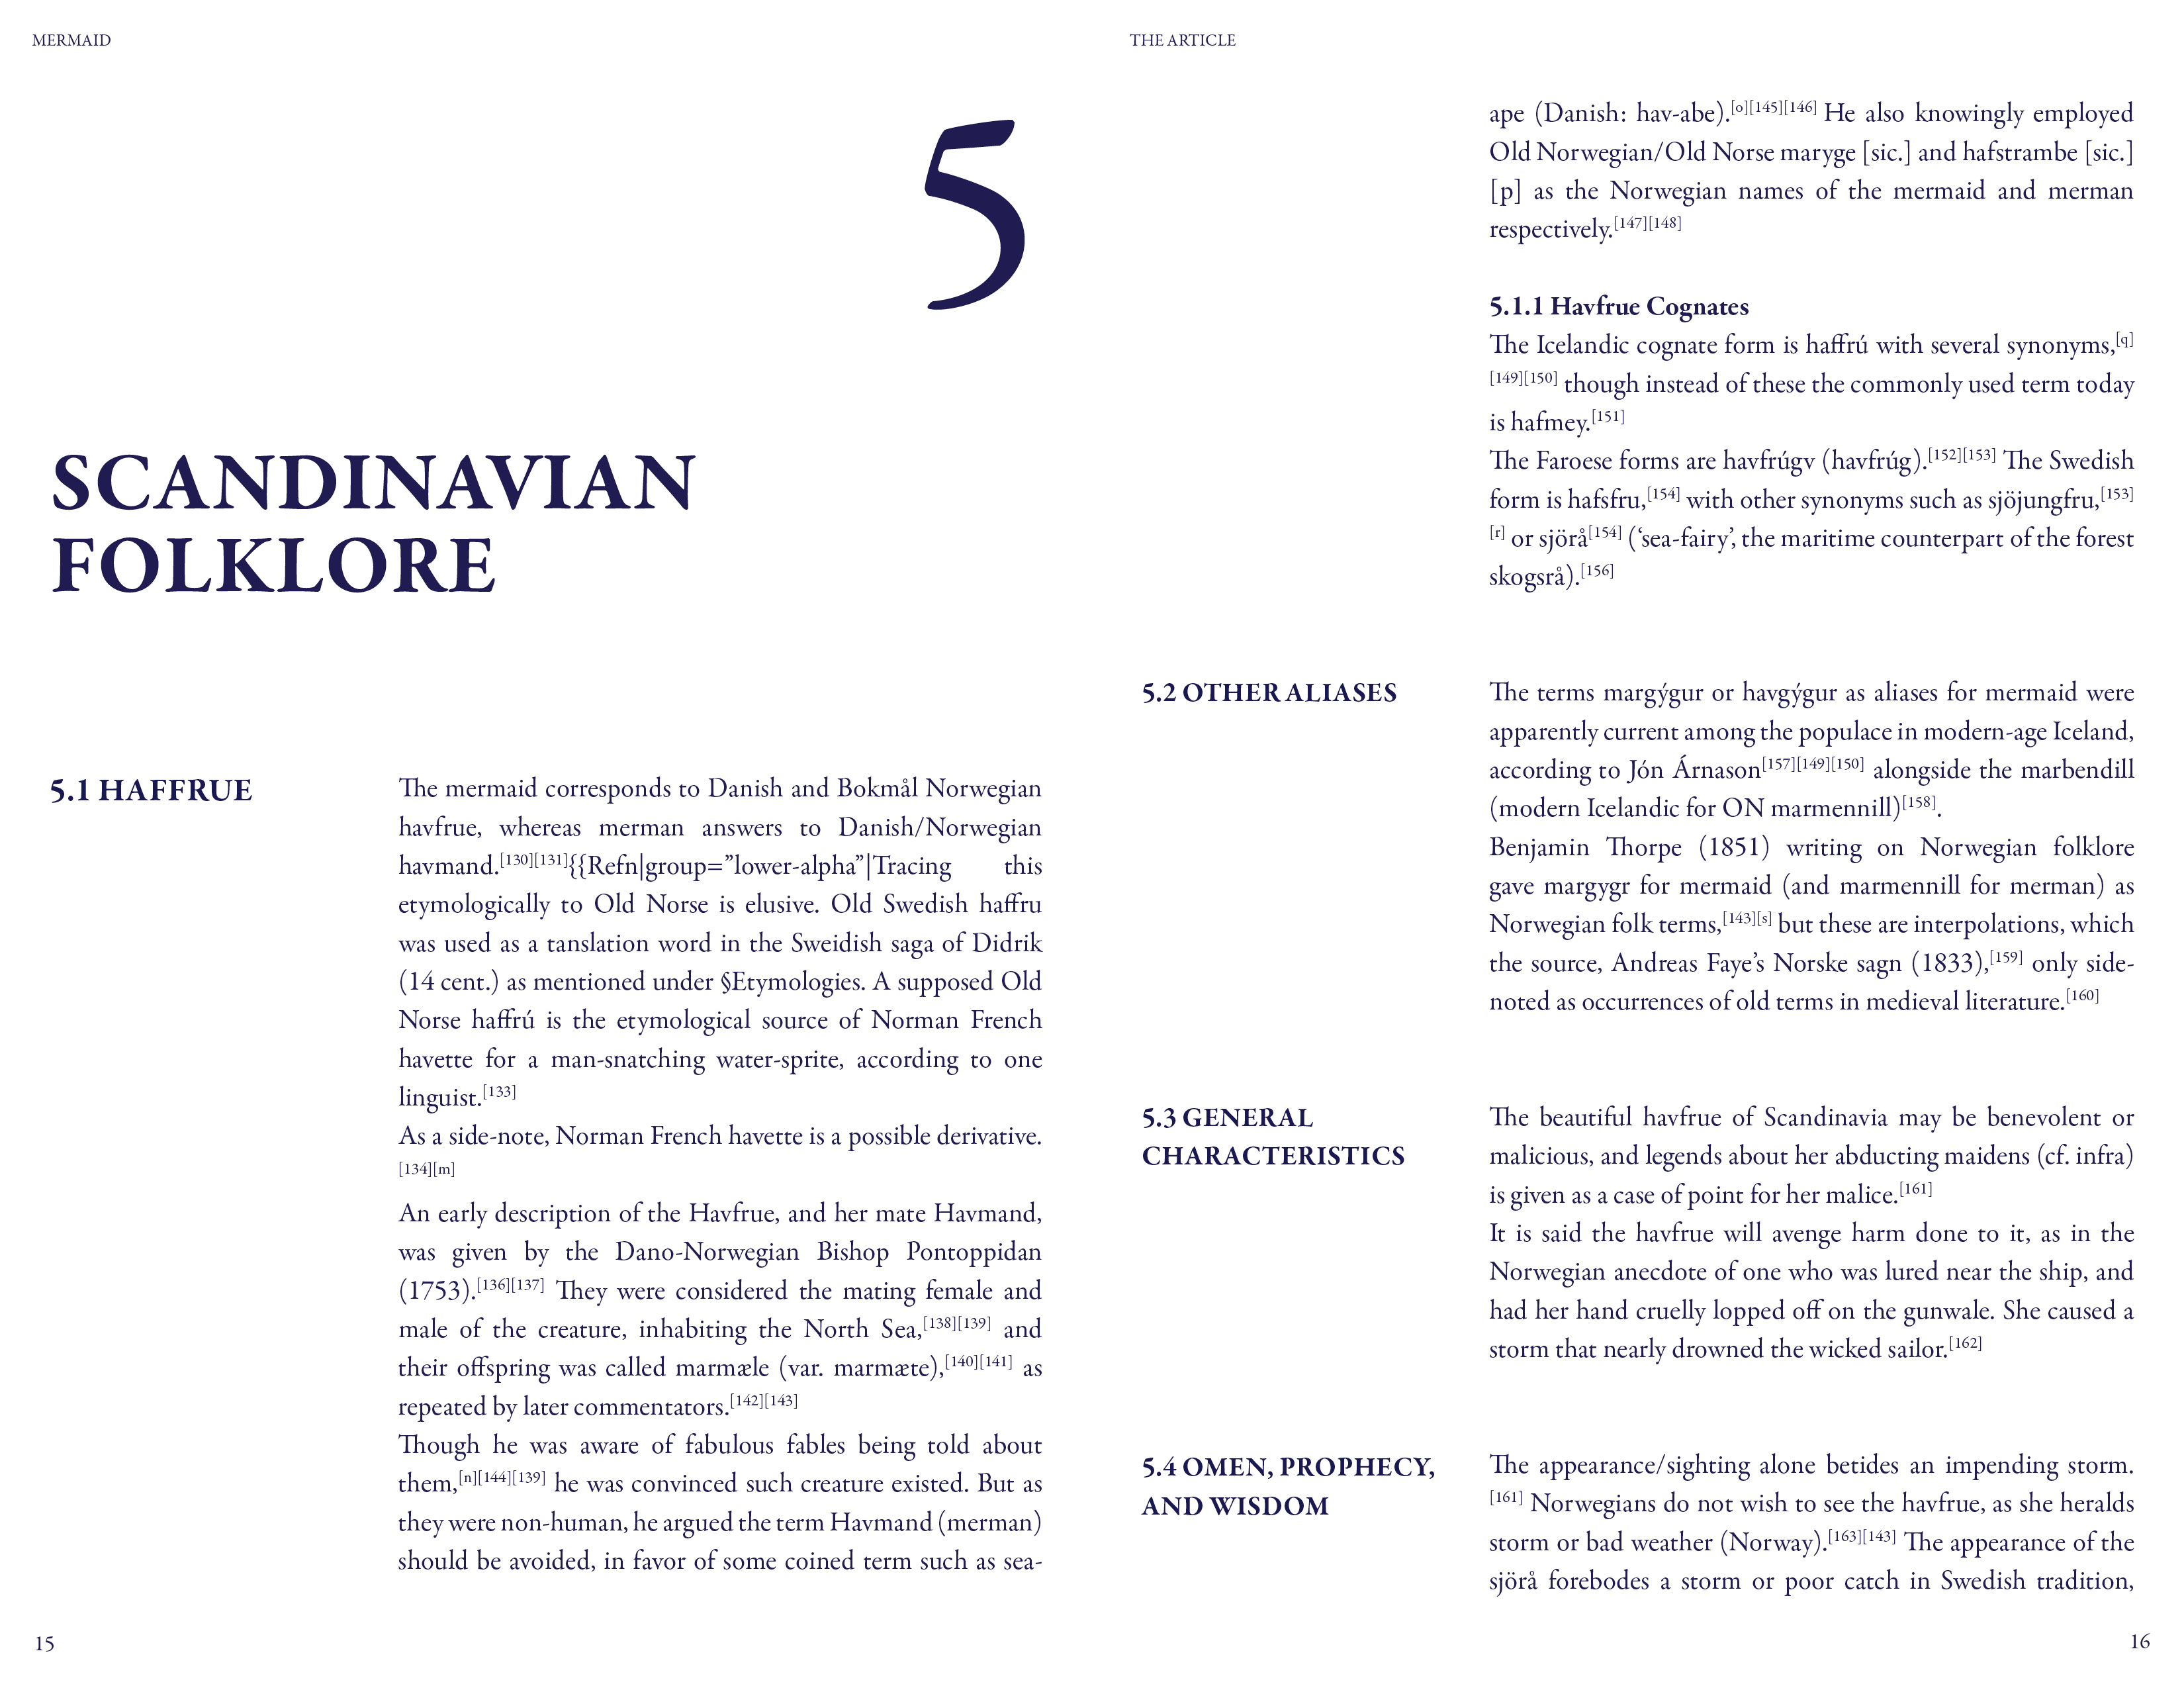 MERMAID
5
SCANDINAVIAN
FOLKLORE
5.1 HAFFRUE
The mermaid corresponds to Danish and Bokmål Norwegian
havfrue, whereas merman answers to Danish/Norwegian
havmand.[130][131]{{Refn|group=”lower-alpha”|Tracing this
etymologically to Old Norse is elusive. Old Swedish haffru
was used as a tanslation word in the Sweidish saga of Didrik
(14 cent.) as mentioned under §Etymologies. A supposed Old
Norse haffrú is the etymological source of Norman French
havette for a man-snatching water-sprite, according to one
linguist.[133]
As a side-note, Norman French havette is a possible derivative.
[134][m]
An early description of the Havfrue, and her mate Havmand,
was given by the Dano-Norwegian Bishop Pontoppidan
(1753).[136][137] They were considered the mating female and
male of the creature, inhabiting the North Sea,[138][139] and
their offspring was called marmæle (var. marmæte),[140][141] as
repeated by later commentators.[142][143]
Though he was aware of fabulous fables being told about
them,[n][144][139] he was convinced such creature existed. But as
they were non-human, he argued the term Havmand (merman)
should be avoided, in favor of some coined term such as sea-
15
THE ARTICLE
ape (Danish: hav-abe).[o][145][146] He also knowingly employed
Old Norwegian/Old Norse maryge [sic.] and hafstrambe [sic.]
[p] as the Norwegian names of the mermaid and merman
respectively.[147][148]
5.1.1 Havfrue Cognates
The Icelandic cognate form is haffrú with several synonyms,[q]
[149][150] though instead of these the commonly used term today
is hafmey.[151]
The Faroese forms are havfrúgv (havfrúg).[152][153] The Swedish
form is hafsfru,[154] with other synonyms such as sjöjungfru,[153]
[r] or sjörå[154] (‘sea-fairy’, the maritime counterpart of the forest
skogsrå).[156]
5.2 OTHER ALIASES
The terms margýgur or havgýgur as aliases for mermaid were
apparently current among the populace in modern-age Iceland,
according to Jón Árnason[157][149][150] alongside the marbendill
(modern Icelandic for ON marmennill)[158].
Benjamin Thorpe (1851) writing on Norwegian folklore
gave margygr for mermaid (and marmennill for merman) as
Norwegian folk terms,[143][s] but these are interpolations, which
the source, Andreas Faye’s Norske sagn (1833),[159] only side-
noted as occurrences of old terms in medieval literature.[160]
5.3 GENERAL
CHARACTERISTICS
The beautiful havfrue of Scandinavia may be benevolent or
malicious, and legends about her abducting maidens (cf. infra)
is given as a case of point for her malice.[161]
It is said the havfrue will avenge harm done to it, as in the
Norwegian anecdote of one who was lured near the ship, and
had her hand cruelly lopped off on the gunwale. She caused a
storm that nearly drowned the wicked sailor.[162]
5.4 OMEN, PROPHECY,
AND WISDOM
The appearance/sighting alone betides an impending storm.
[161] Norwegians do not wish to see the havfrue, as she heralds
storm or bad weather (Norway).[163][143] The appearance of the
sjörå forebodes a storm or poor catch in Swedish tradition,
16